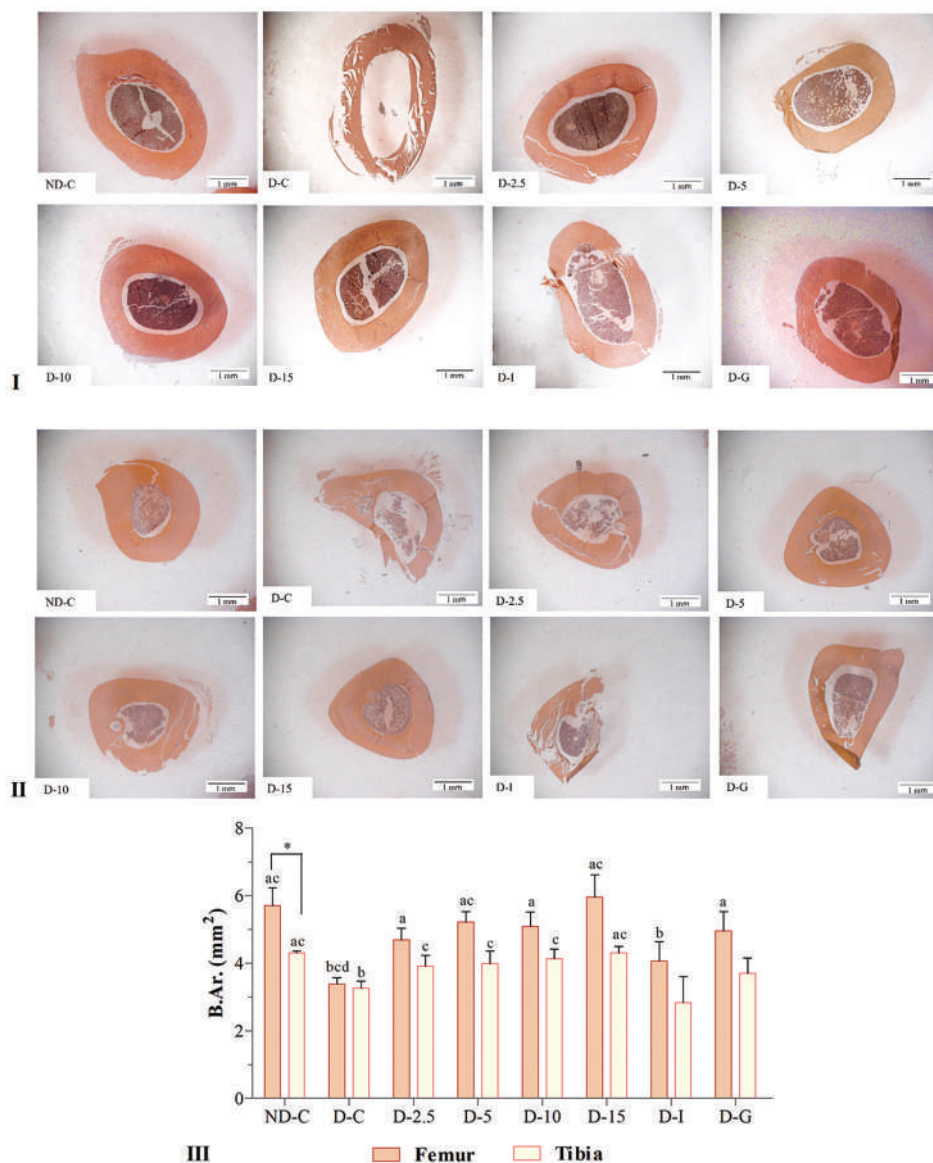 ND-C
1 mm
D-C
1 mm
D-2.5
1 mm
D-5
1 mm
D-10
1 mm
D-15
1 mm
D-I
1 mm
D-G
1 mm
I
ND-C
1 mm
D-C
1 mm
D-2.5
1 mm
D-5
1 mm
D-10
1 mm
D-15
1 mm
D-I
1 mm
D-G
1 mm
II
B.Ar. (mm²)
8
6
4
2
0
*
ac
ac
bcd
b
a
c
ac
c
a
c
ac
ac
b
a
ND-C D-C D-2.5 D-5 D-10 D-15 D-I D-G
III Femur Tibia